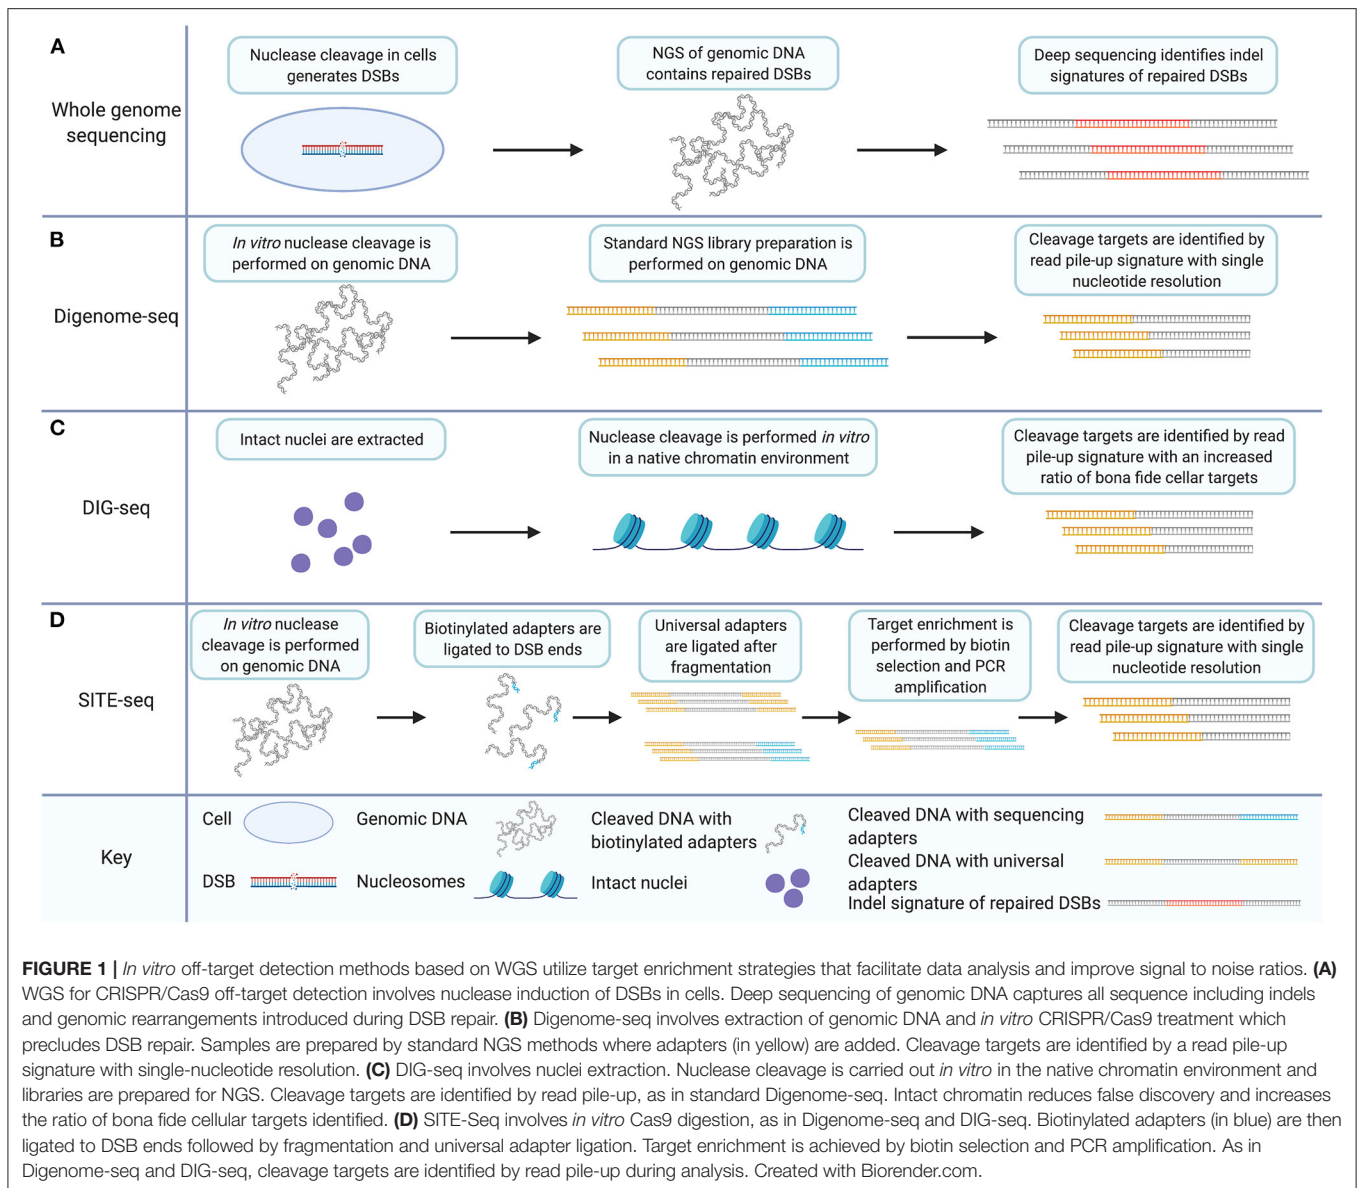 A
Whole genome
sequencing
Nuclease cleavage in cells
generates DSBs
NGS of genomic DNA
contains repaired DSBs
Deep sequencing identifies indel
signatures of repaired DSBs
B
Digenome-seq
In vitro nuclease cleavage is
performed on genomic DNA
Standard NGS library preparation is
performed on genomic DNA
Cleavage targets are identified by
read pile-up signature with single
nucleotide resolution
C
DIG-seq
Intact nuclei are extracted
Nuclease cleavage is performed in vitro
in a native chromatin environment
Cleavage targets are identified by read
pile-up signature with an increased
ratio of bona fide cellar targets
D
SITE-seq
In vitro nuclease
cleavage is performed
on genomic DNA
Biotinylated adapters are
ligated to DSB ends
Universal adapters
are ligated after
fragmentation
Target enrichment is
performed by biotin
selection and PCR
amplification
Cleavage targets are identified by
read pile-up signature with single
nucleotide resolution
Key
Cell
Genomic DNA
Cleaved DNA with
biotinylated adapters
Cleaved DNA with sequencing
adapters
Cleaved DNA with universal
adapters
DSB
Nucleosomes
Intact nuclei
Indel signature of repaired DSBs
FIGURE 1 | In vitro off-target detection methods based on WGS utilize target enrichment strategies that facilitate data analysis and improve signal to noise ratios. (A)
WGS for CRISPR/Cas9 off-target detection involves nuclease induction of DSBs in cells. Deep sequencing of genomic DNA captures all sequence including indels
and genomic rearrangements introduced during DSB repair. (B) Digenome-seq involves extraction of genomic DNA and in vitro CRISPR/Cas9 treatment which
precludes DSB repair. Samples are prepared by standard NGS methods where adapters (in yellow) are added. Cleavage targets are identified by a read pile-up
signature with single-nucleotide resolution. (C) DIG-seq involves nuclei extraction. Nuclease cleavage is carried out in vitro in the native chromatin environment and
libraries are prepared for NGS. Cleavage targets are identified by read pile-up, as in standard Digenome-seq. Intact chromatin reduces false discovery and increases
the ratio of bona fide cellular targets identified. (D) SITE-Seq involves in vitro Cas9 digestion, as in Digenome-seq and DIG-seq. Biotinylated adapters (in blue) are then
ligated to DSB ends followed by fragmentation and universal adapter ligation. Target enrichment is achieved by biotin selection and PCR amplification. As in
Digenome-seq and DIG-seq, cleavage targets are identified by read pile-up during analysis. Created with Biorender.com.